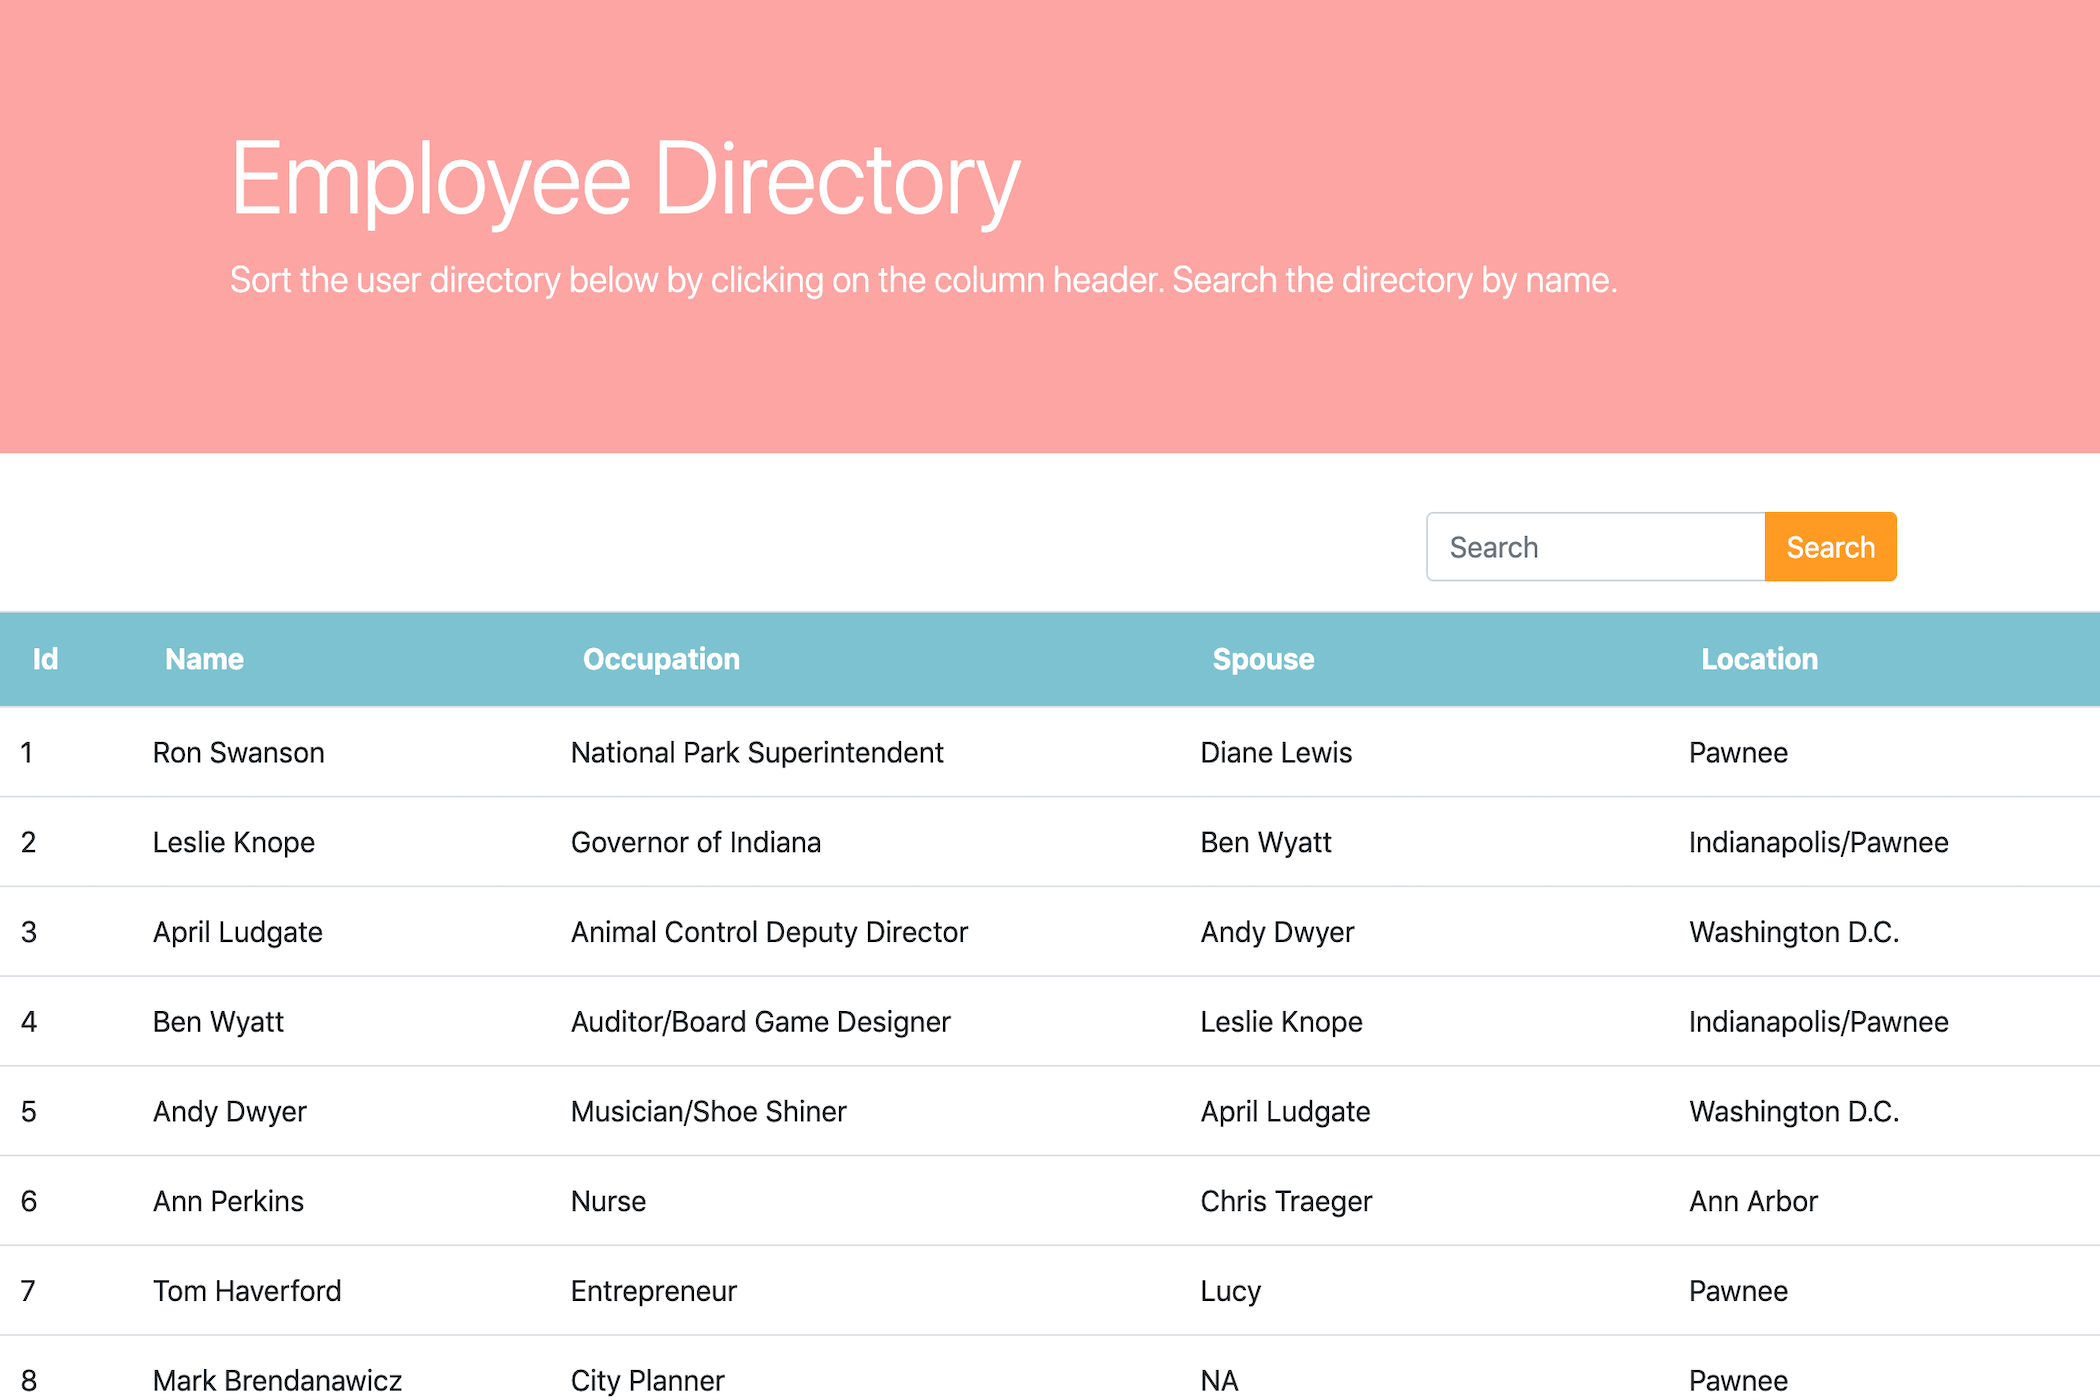 Employee Directory
Sort the user directory below by clicking on the column header. Search the directory by name.
Search Search
Id Name Occupation Spouse Location
1 Ron Swanson National Park Superintendent Diane Lewis Pawnee
2 Leslie Knope Governor of Indiana Ben Wyatt Indianapolis/Pawnee
3 April Ludgate Animal Control Deputy Director Andy Dwyer Washington D.C.
4 Ben Wyatt Auditor/Board Game Designer Leslie Knope Indianapolis/Pawnee
5 Andy Dwyer Musician/Shoe Shiner April Ludgate Washington D.C.
6 Ann Perkins Nurse Chris Traeger Ann Arbor
7 Tom Haverford Entrepreneur Lucy Pawnee
8 Mark Brendanawicz City Planner NA Pawnee